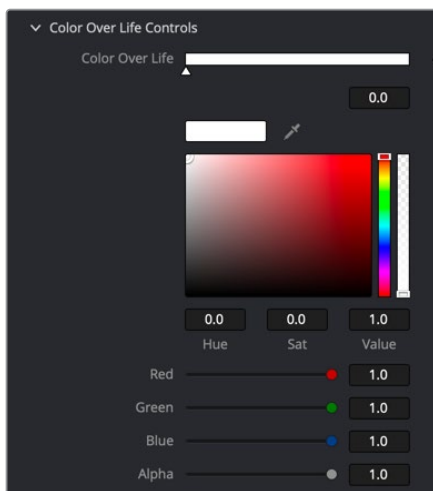 Color Over Life Controls
Color Over Life
0.0
0.0 0.0 1.0
Hue Sat Value
Red 1.0
Green 1.0
Blue 1.0
Alpha 1.0